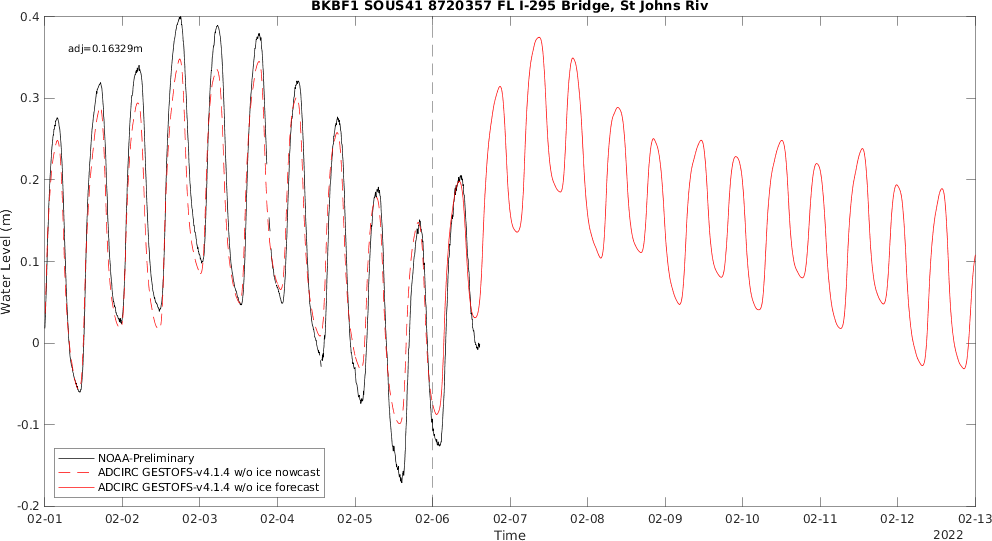 BKBF1 SOUS41 8720357 FL I-295 Bridge, St Johns Riv
adj=0.16329m
0.4
0.3
0.2
0.1
0
-0.1
-0.2
Water Level (m)
NOAA-Preliminary
ADCIRC GESTOFS-v4.1.4 w/o ice nowcast
ADCIRC GESTOFS-v4.1.4 w/o ice forecast
02-01 02-02 02-03 02-04 02-05 02-06 02-07 02-08 02-09 02-10 02-11 02-12 02-13
Time
2022